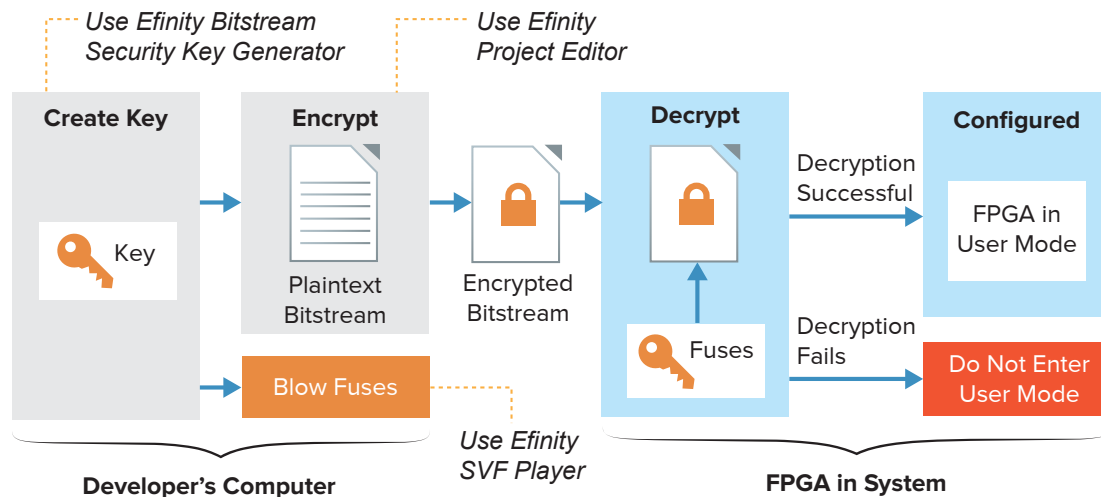 Use Efinity Bitstream
Security Key Generator
Use Efinity
Project Editor
Create Key
Key
Encrypt
Plaintext
Bitstream
Blow Fuses
Use Efinity
SVF Player
Encrypted
Bitstream
Decrypt
Fuses
Decryption
Successful
Decryption
Fails
Configured
FPGA in
User Mode
Do Not Enter
User Mode
Developer’s Computer
FPGA in System